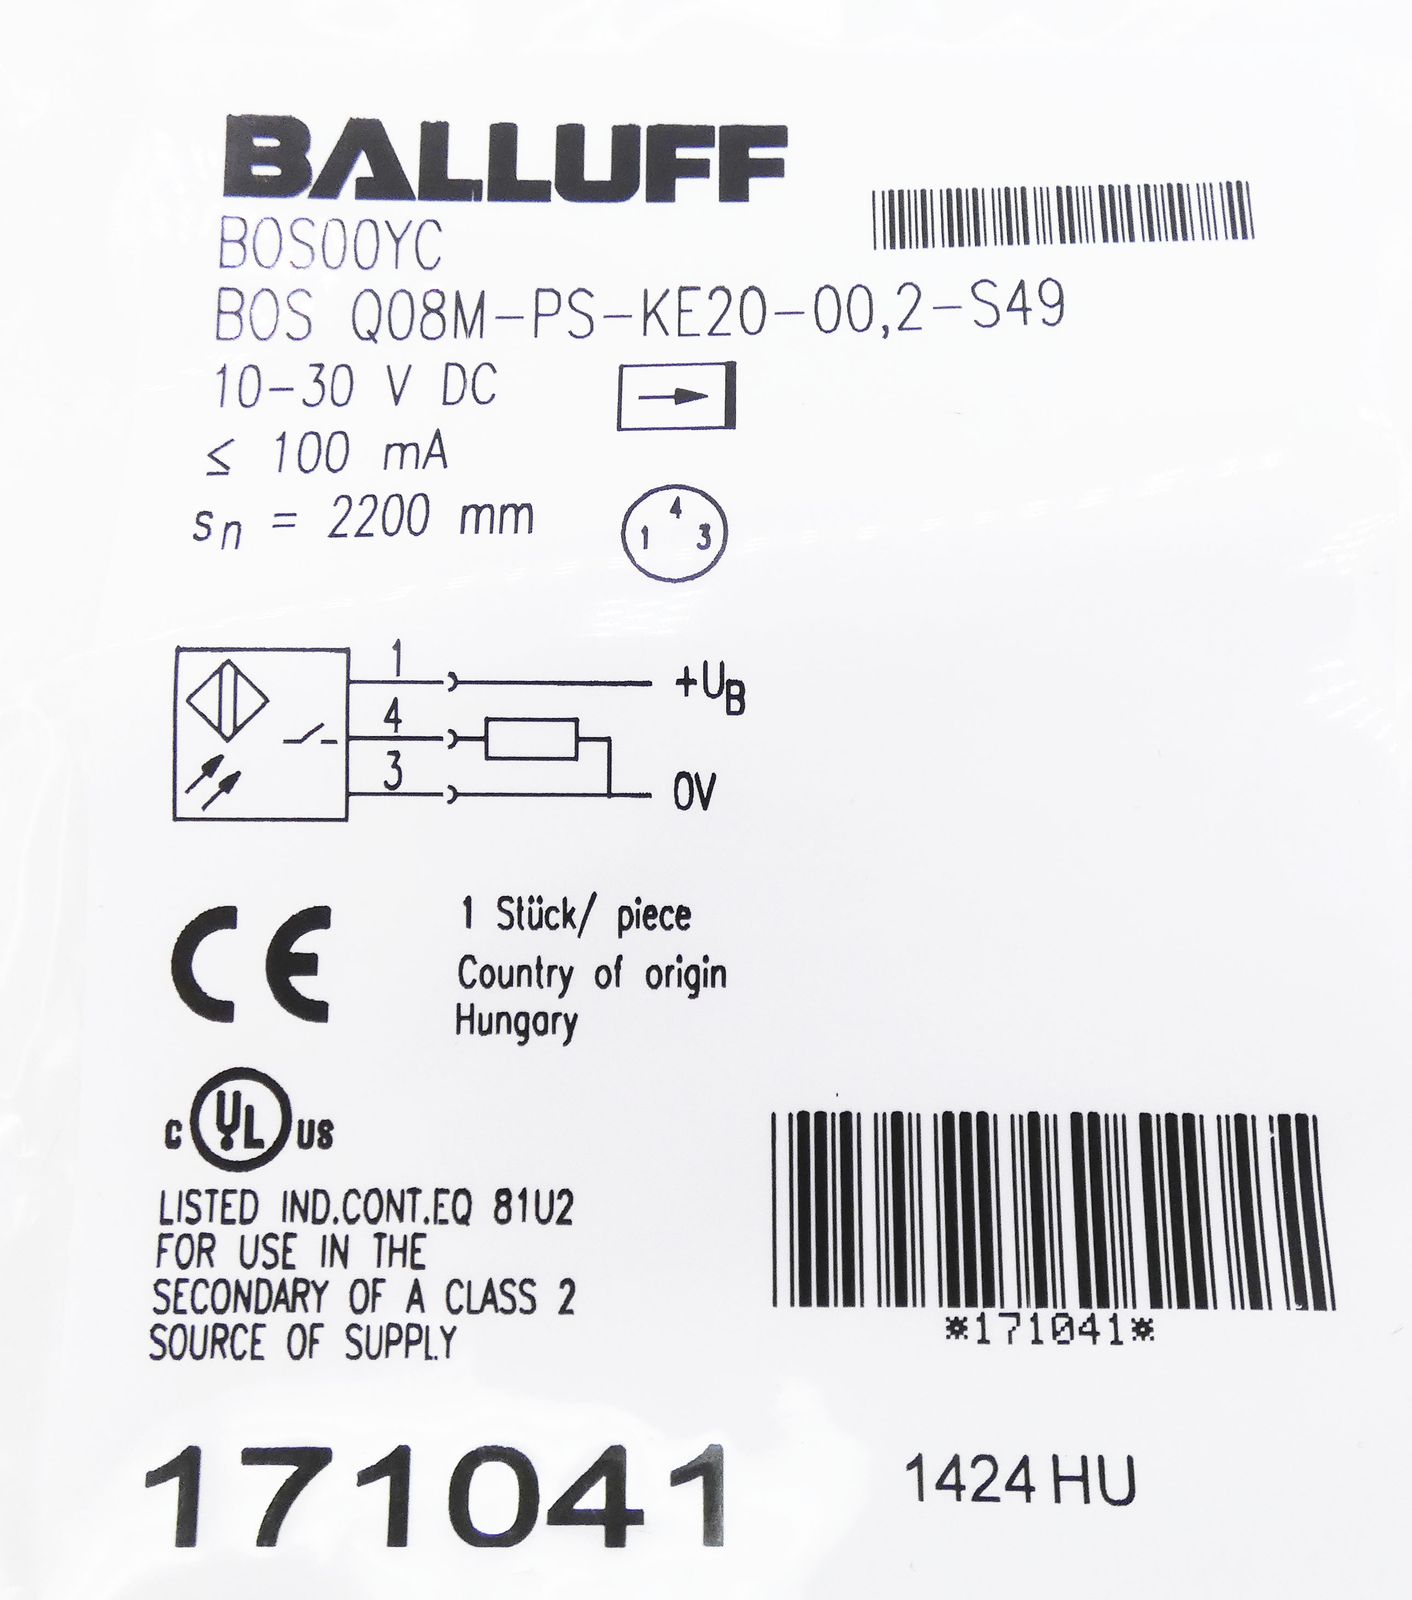 BALLUFF
BOS00YC
BOS Q08M-PS-KE20-00,2-S49
10-30 V DC
≤ 100 mA
sn = 2200 mm
4
1 3
1
+UB
4
3
0V
CE
1 Stück/ piece
Country of origin
Hungary
c UL US
LISTED IND.CONT.EQ 81U2
FOR USE IN THE
SECONDARY OF A CLASS 2
SOURCE OF SUPPLY
*171041*
171041
1424 HU